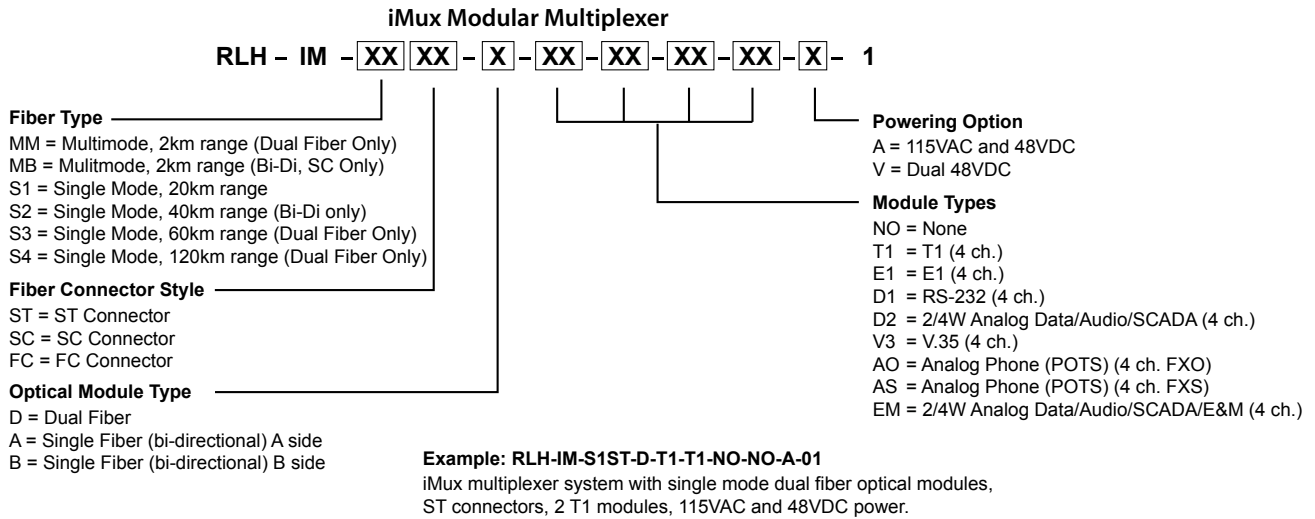 iMux Modular Multiplexer
RLH – IM – XX XX – X – XX – XX – XX – XX – X – 1
Fiber Type
MM = Multimode, 2km range (Dual Fiber Only)
MB = Mulitmode, 2km range (Bi-Di, SC Only)
S1 = Single Mode, 20km range
S2 = Single Mode, 40km range (Bi-Di only)
S3 = Single Mode, 60km range (Dual Fiber Only)
S4 = Single Mode, 120km range (Dual Fiber Only)
Fiber Connector Style
ST = ST Connector
SC = SC Connector
FC = FC Connector
Optical Module Type
D = Dual Fiber
A = Single Fiber (bi-directional) A side
B = Single Fiber (bi-directional) B side
Powering Option
A = 115VAC and 48VDC
V = Dual 48VDC
Module Types
NO = None
T1 = T1 (4 ch.)
E1 = E1 (4 ch.)
D1 = RS-232 (4 ch.)
D2 = 2/4W Analog Data/Audio/SCADA (4 ch.)
V3 = V.35 (4 ch.)
AO = Analog Phone (POTS) (4 ch. FXO)
AS = Analog Phone (POTS) (4 ch. FXS)
EM = 2/4W Analog Data/Audio/SCADA/E&M (4 ch.)
Example: RLH-IM-S1ST-D-T1-T1-NO-NO-A-01
iMux multiplexer system with single mode dual fiber optical modules,
ST connectors, 2 T1 modules, 115VAC and 48VDC power.